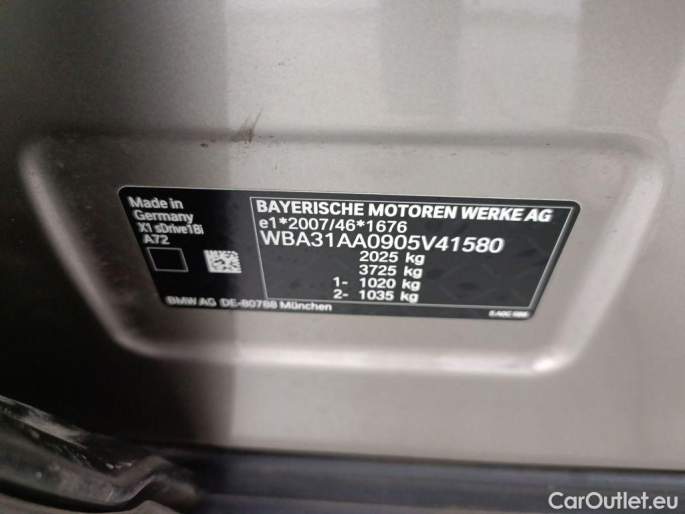 Made in
Germany
X1 sDrive18i
A72
BAYERISCHE MOTOREN WERKE AG
e1*2007/46*1676
WBA31AA0905V41580
2025 kg
3725 kg
1- 1020 kg
2- 1035 kg
BMW AG DE-80788 München
CarOutlet.eu